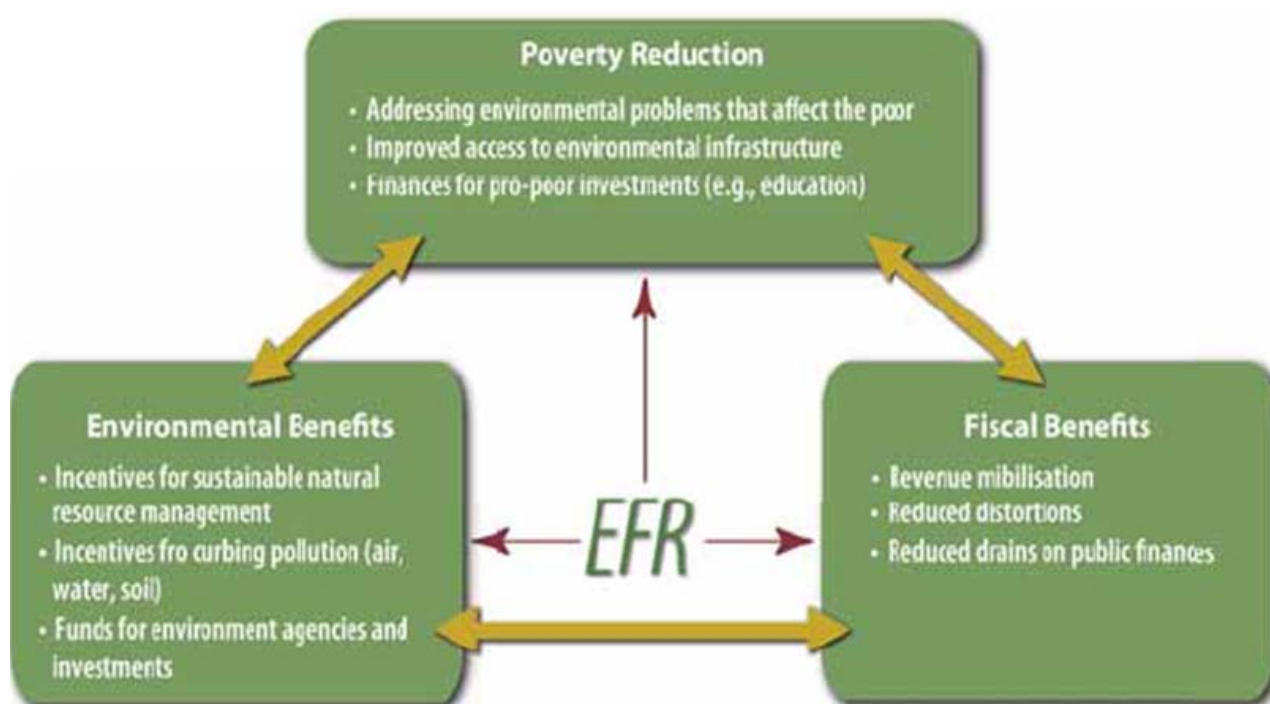 Poverty Reduction
• Addressing environmental problems that affect the poor
• Improved access to environmental infrastructure
• Finances for pro-poor investments (e.g., education)
Environmental Benefits
• Incentives for sustainable natural
resource management
• Incentives fro curbing pollution (air,
water, soil)
• Funds for environment agencies and
investments
EFR
Fiscal Benefits
• Revenue mibilisation
• Reduced distortions
• Reduced drains on public finances